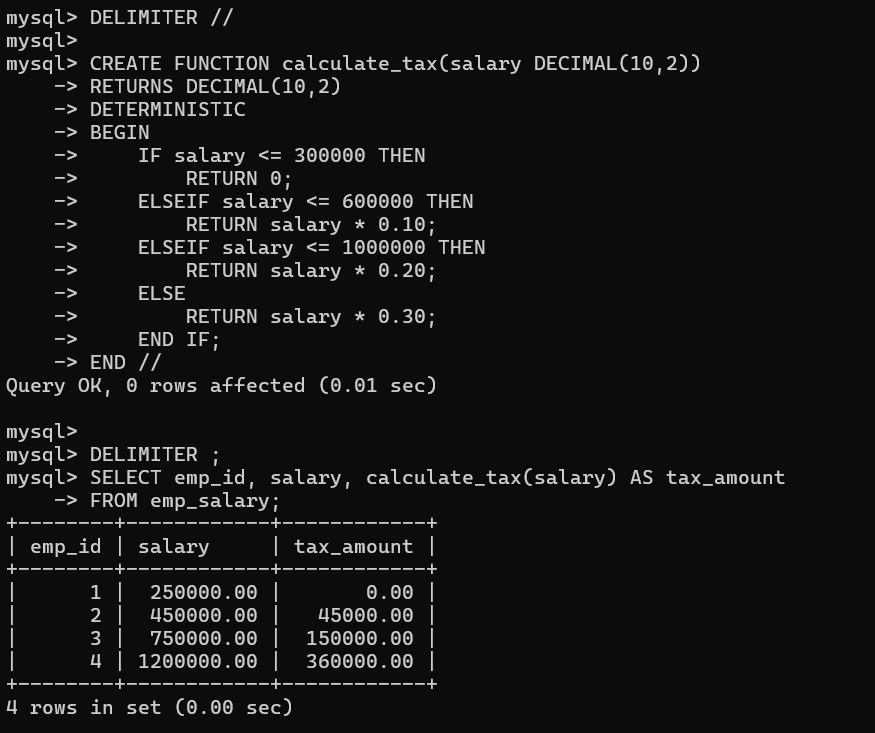 mysql> DELIMITER //
mysql>
mysql> CREATE FUNCTION calculate_tax(salary DECIMAL(10,2))
    -> RETURNS DECIMAL(10,2)
    -> DETERMINISTIC
    -> BEGIN
    ->     IF salary <= 300000 THEN
    ->         RETURN 0;
    ->     ELSEIF salary <= 600000 THEN
    ->         RETURN salary * 0.10;
    ->     ELSEIF salary <= 1000000 THEN
    ->         RETURN salary * 0.20;
    ->     ELSE
    ->         RETURN salary * 0.30;
    ->     END IF;
    -> END //
Query OK, 0 rows affected (0.01 sec)

mysql>
mysql> DELIMITER ;
mysql> SELECT emp_id, salary, calculate_tax(salary) AS tax_amount
    -> FROM emp_salary;
+--------+------------+------------+
| emp_id | salary     | tax_amount |
+--------+------------+------------+
|      1 |  250000.00 |       0.00 |
|      2 |  450000.00 |   45000.00 |
|      3 |  750000.00 |  150000.00 |
|      4 | 1200000.00 |  360000.00 |
+--------+------------+------------+
4 rows in set (0.00 sec)